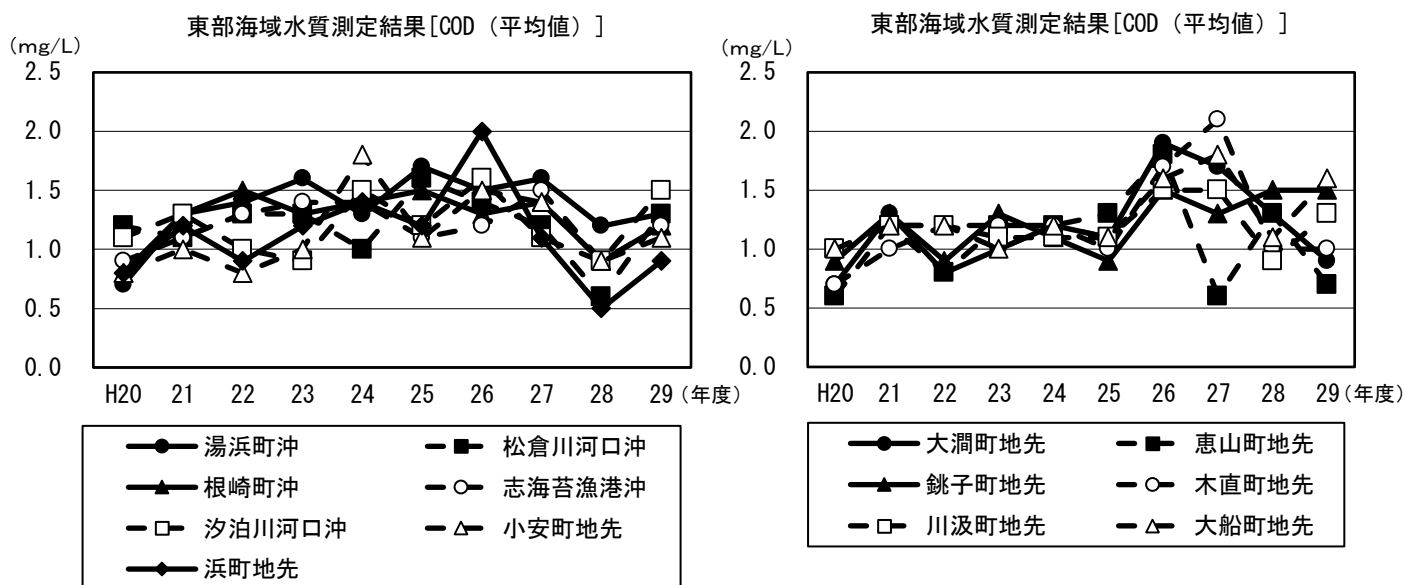 東部海域水質測定結果[COD（平均値）]
(mg/L)
2.5
2.0
1.5
1.0
0.5
0.0
H20 21 22 23 24 25 26 27 28 29（年度）
湯浜町沖 松倉川河口沖
根崎町沖 志海苔漁港沖
汐泊川河口沖 小安町地先
浜町地先
東部海域水質測定結果[COD（平均値）]
(mg/L)
2.5
2.0
1.5
1.0
0.5
0.0
H20 21 22 23 24 25 26 27 28 29（年度）
大澗町地先 恵山町地先
銚子町地先 木直町地先
川汲町地先 大船町地先